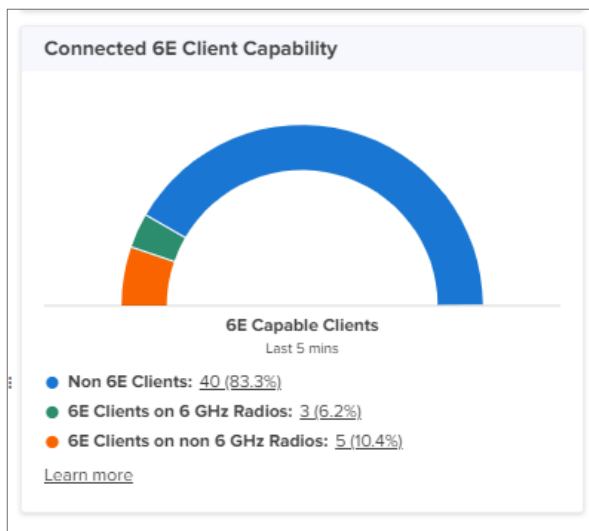 Connected 6E Client Capability
6E Capable Clients
Last 5 mins
Non 6E Clients: 40 (83.3%)
6E Clients on 6 GHz Radios: 3 (6.2%)
6E Clients on non 6 GHz Radios: 5 (10.4%)
Learn more